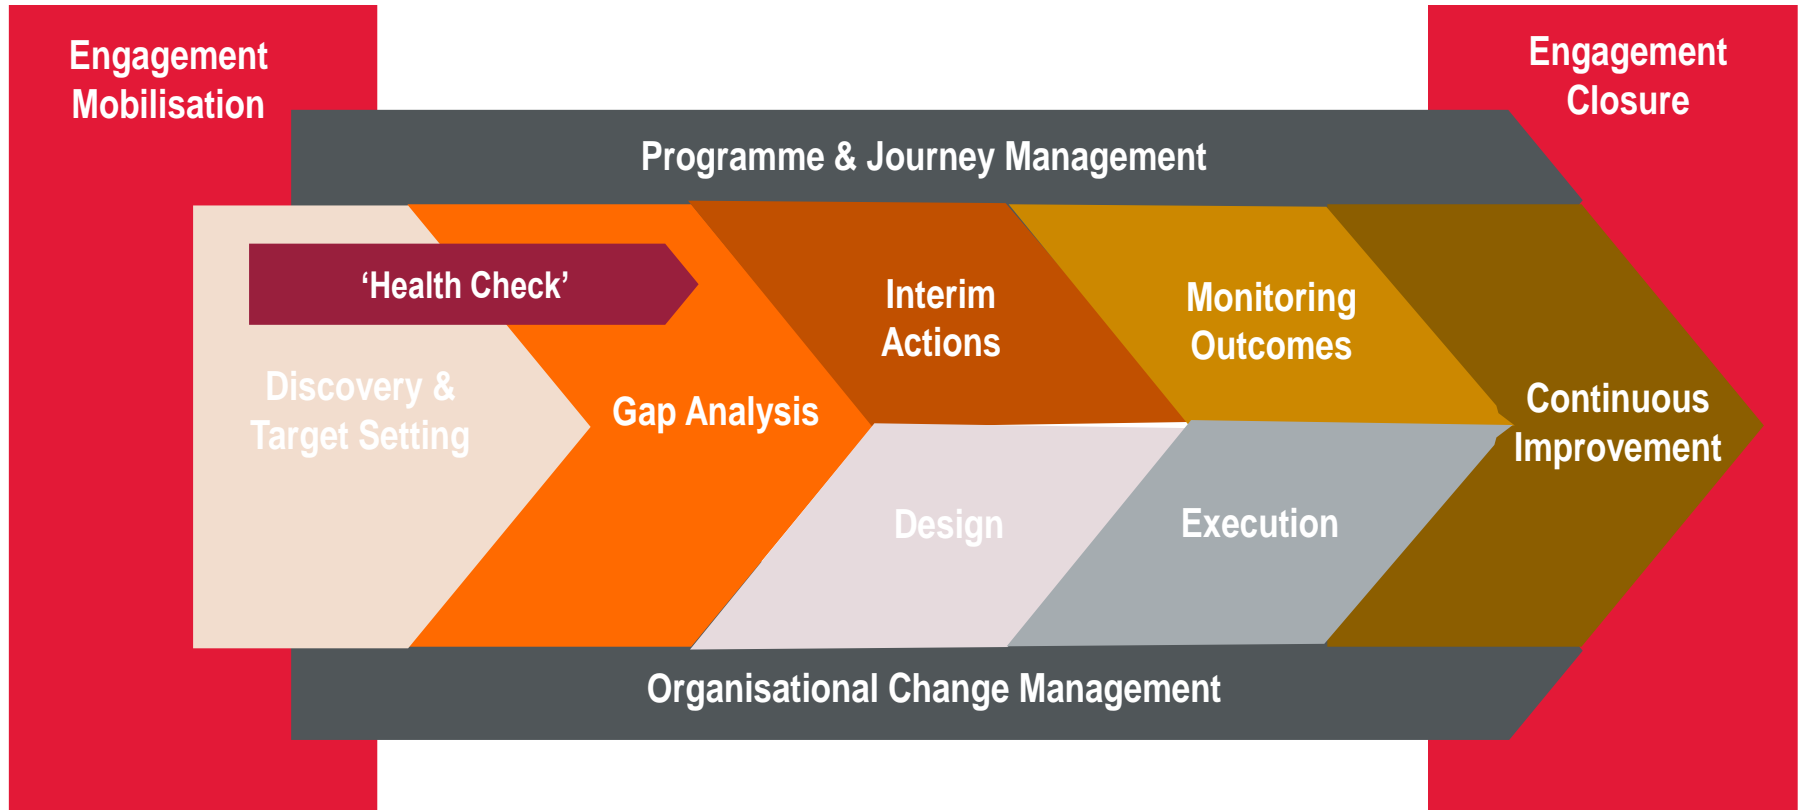 Engagement
Mobilisation
Engagement
Closure
Programme & Journey Management
‘Health Check’
Discovery &
Target Setting
Gap Analysis
Interim
Actions
Monitoring
Outcomes
Design
Execution
Continuous
Improvement
Organisational Change Management